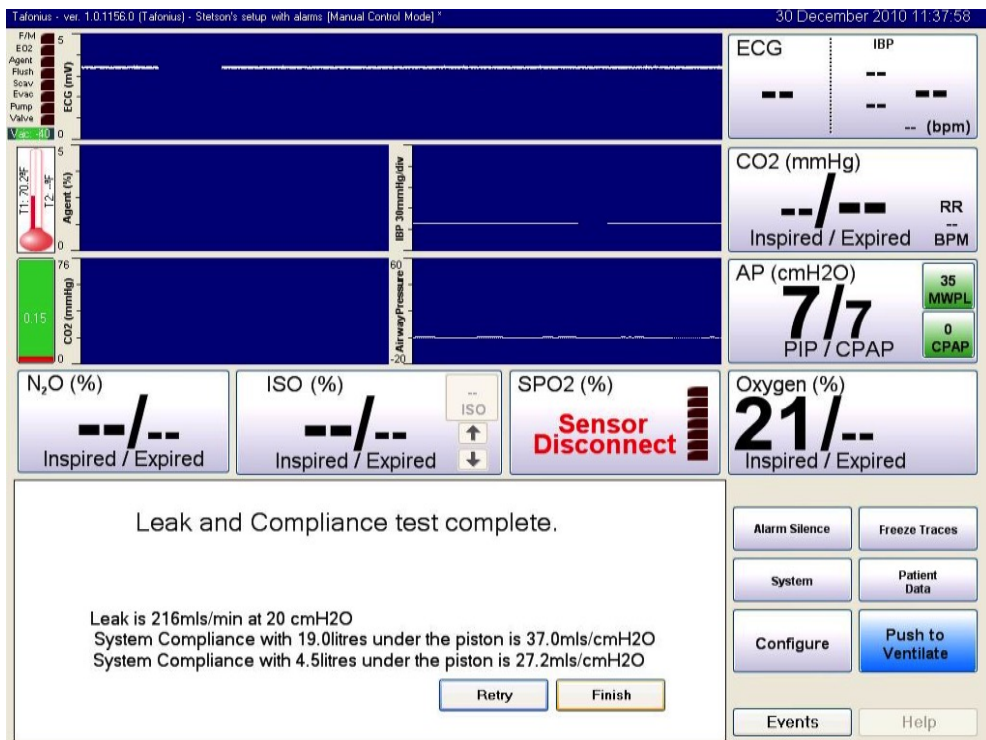 Tafonius - ver. 1.0.1156.0 (Tafonius) - Stetson's setup with alarms [Manual Control Mode] *
30 December 2010 11:37:58
F/M
EO2
Agent
Flush
Scav
Evac
Pump
Valve
Vac: -40
5
ECG (mV)
0
ECG
--
IBP
--
--
--
-- (bpm)
T1: 70.2°F
T2: --°F
5
Agent (%)
0
IBP 30mmHg/div
CO2 (mmHg)
--/--
Inspired / Expired
RR
--
BPM
0.15
76
CO2 (mmHg)
0
60
AirwayPressure
-20
AP (cmH2O)
7/7
PIP / CPAP
35
MWPL
0
CPAP
N₂O (%)
--/--
Inspired / Expired
ISO (%)
--/--
Inspired / Expired
--
ISO
SPO2 (%)
Sensor
Disconnect
Oxygen (%)
21/--
Inspired / Expired
Leak and Compliance test complete.
Leak is 216mls/min at 20 cmH2O
System Compliance with 19.0litres under the piston is 37.0mls/cmH2O
System Compliance with 4.5litres under the piston is 27.2mls/cmH2O
Retry
Finish
Alarm Silence
Freeze Traces
System
Patient
Data
Configure
Push to
Ventilate
Events
Help